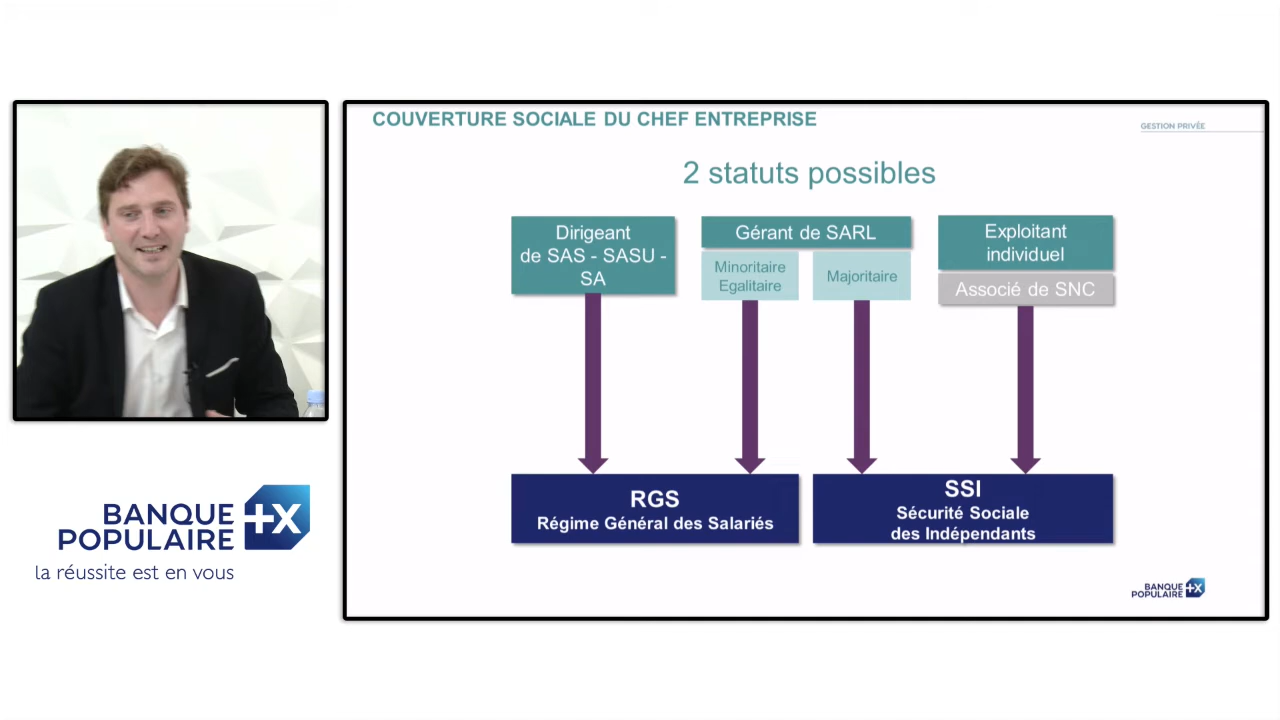 COUVERTURE SOCIALE DU CHEF ENTREPRISE
GESTION PRIVÉE
2 statuts possibles
Dirigeant
de SAS - SASU -
SA
Gérant de SARL
Minoritaire
Egalitaire
Majoritaire
Exploitant
individuel
Associé de SNC
RGS
Régime Général des Salariés
SSI
Sécurité Sociale
des Indépendants
BANQUE
POPULAIRE
la réussite est en vous
BANQUE
POPULAIRE